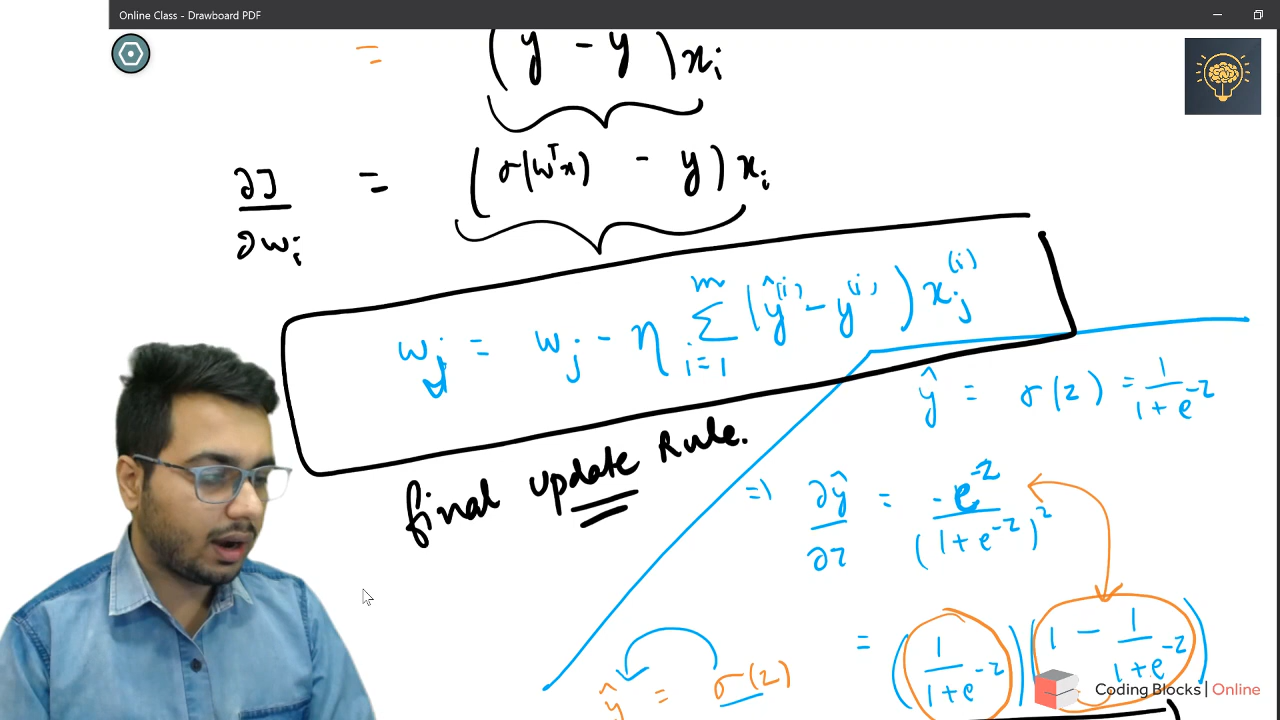 Online Class - Drawboard PDF
= (y - y) xᵢ
∂J/∂wᵢ = (σ(wᵀx) - y) xᵢ
wⱼ = wⱼ - η Σᵢ₌₁ᵐ (ŷ⁽ⁱ⁾ - y⁽ⁱ⁾) xⱼ⁽ⁱ⁾
final update Rule.
ŷ = σ(z) = 1/(1 + e⁻ᶻ)
⇒ ∂ŷ/∂z = -e⁻ᶻ/(1 + e⁻ᶻ)²
= (1/(1 + e⁻ᶻ)) (1 - 1/(1 + e⁻ᶻ))
ŷ = σ(z)
Coding Blocks | Online